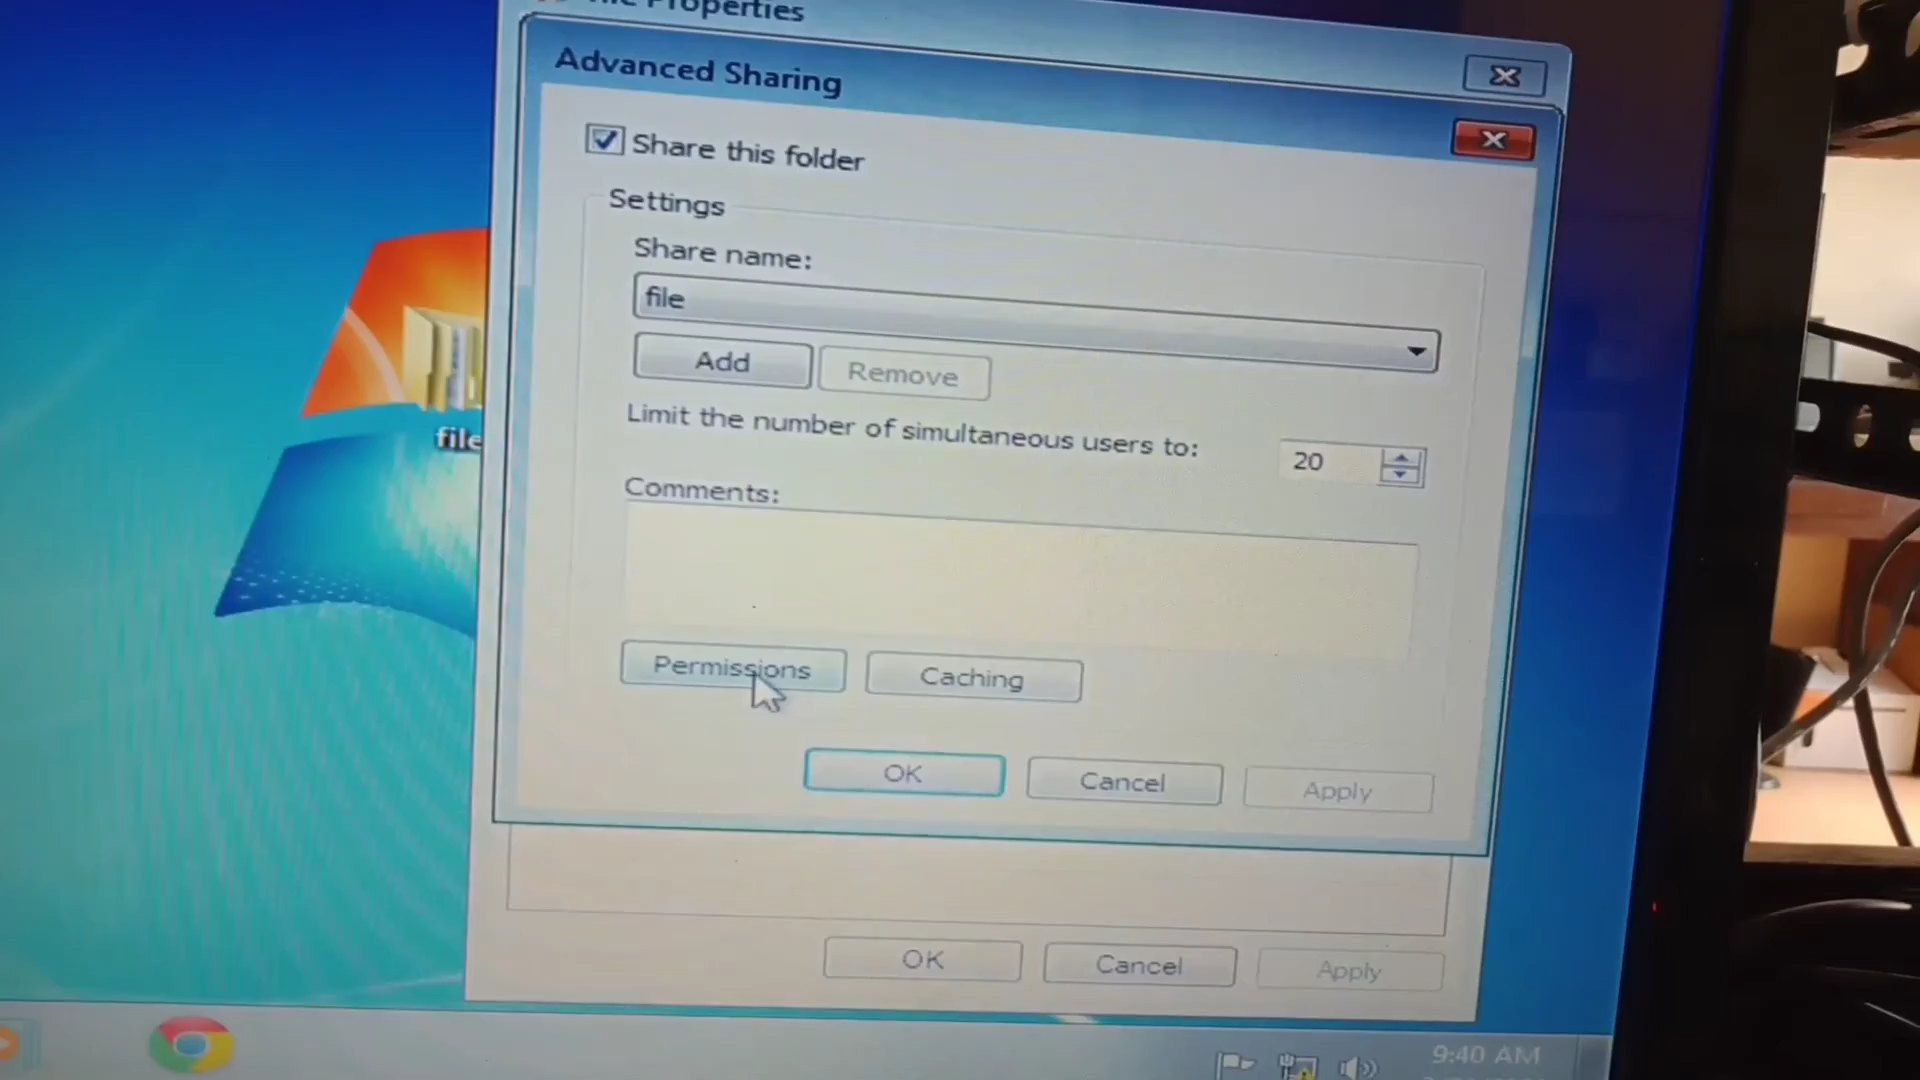 Properties
Advanced Sharing
Share this folder
Settings
Share name:
file
Add
Remove
Limit the number of simultaneous users to:
20
Comments:
Permissions
Caching
OK
Cancel
Apply
OK
Cancel
Apply
file
9:40 AM